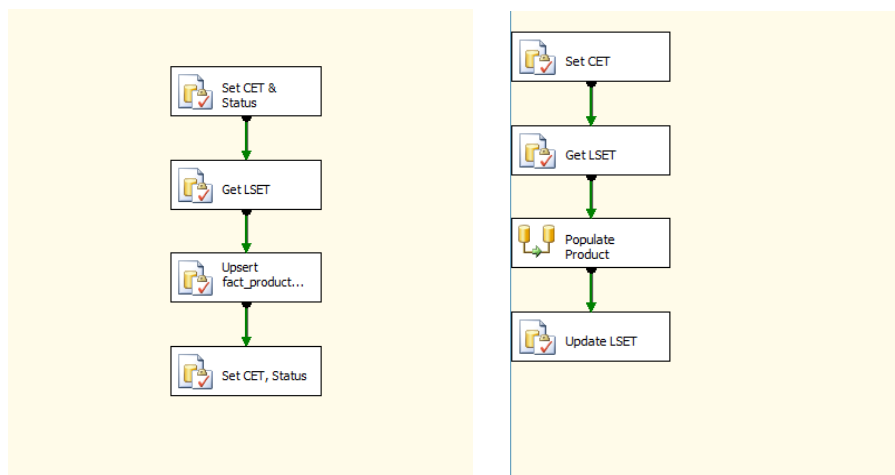 Set CET &
Status
Get LSET
Upsert
fact_product...
Set CET, Status
Set CET
Get LSET
Populate
Product
Update LSET